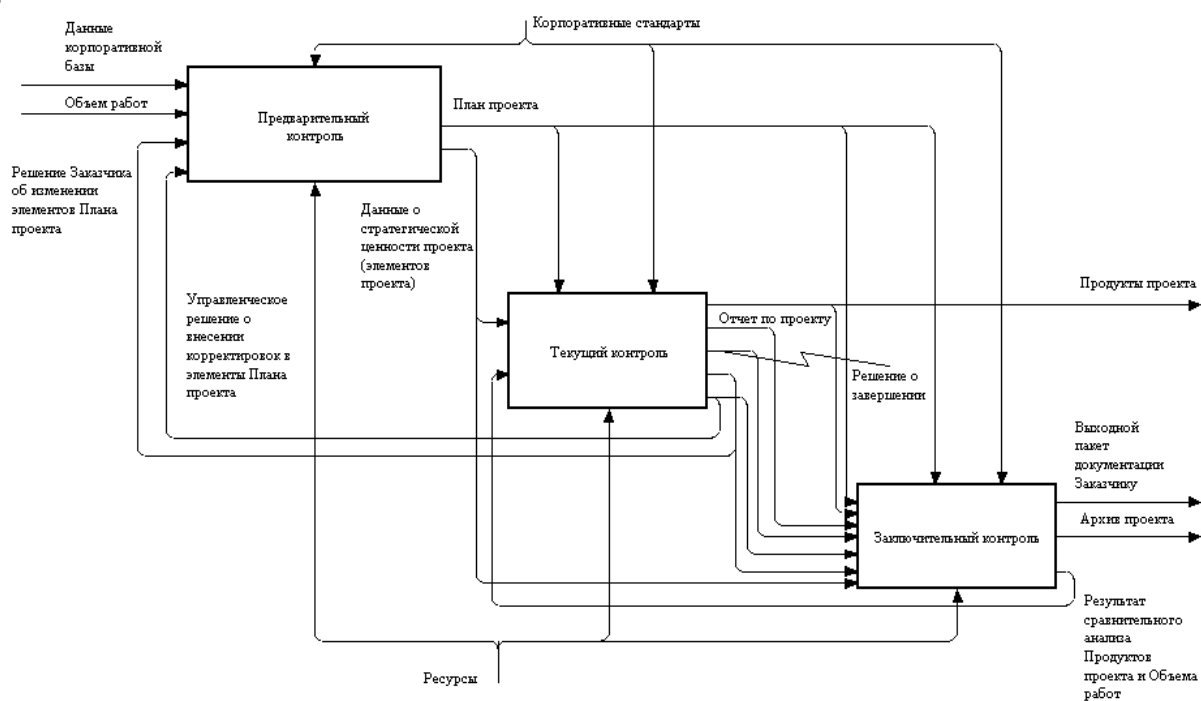 Корпоративные стандарты
Данные
корпоративной
базы
Объем работ
Предварительный
контроль
План проекта
Решение Заказчика
об изменении
элементов Плана
проекта
Данные о
стратегической
ценности проекта
(элементов
проекта)
Управленческое
решение о
внесении
корректировок в
элементы Плана
проекта
Продукты проекта
Отчет по проекту
Текущий контроль
Решение о
завершении
Выходной
пакет
документации
Заказчику
Архив проекта
Заключительный контроль
Результат
сравнительного
анализа
Продуктов
проекта и Объема
работ
Ресурсы